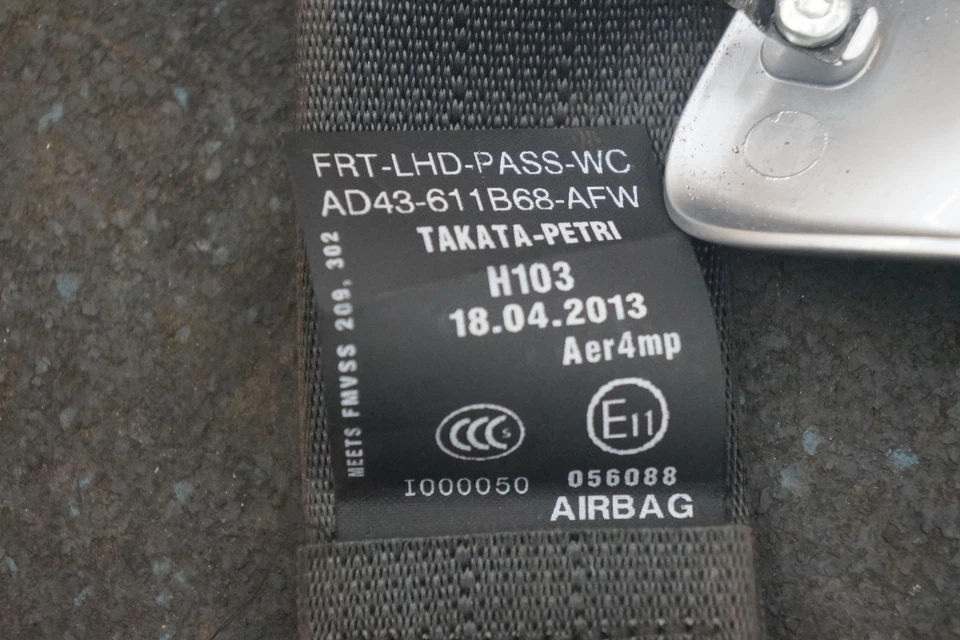 FRT-LHD-PASS-WC
AD43-611B68-AFW
TAKATA-PETRI
H103
18.04.2013
Aer4mp
MEETS FMVSS 209, 302
CCC S
E11
I000050
056088
AIRBAG